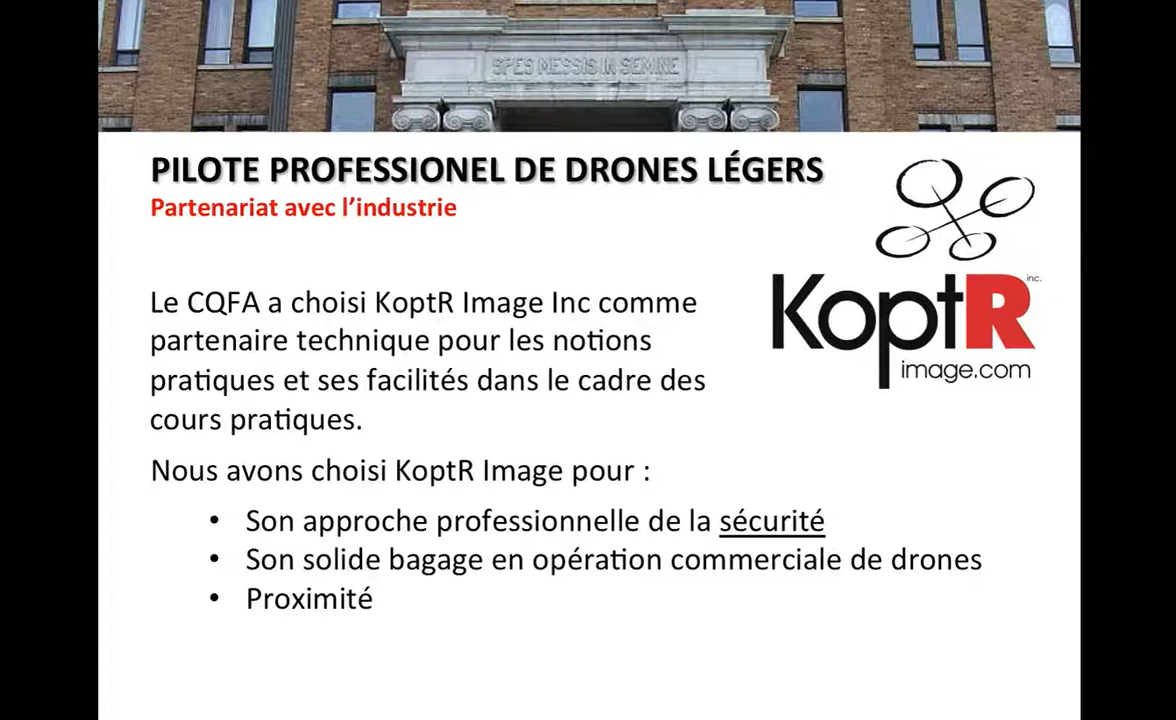 SPES MESSIS IN SEMINE
PILOTE PROFESSIONEL DE DRONES LÉGERS
Partenariat avec l’industrie
KoptR inc.
image.com
Le CQFA a choisi KoptR Image Inc comme
partenaire technique pour les notions
pratiques et ses facilités dans le cadre des
cours pratiques.
Nous avons choisi KoptR Image pour :
• Son approche professionnelle de la sécurité
• Son solide bagage en opération commerciale de drones
• Proximité